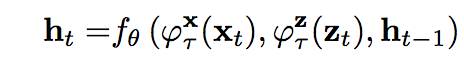 h_t = f_θ (φ_τ^x(x_t), φ_τ^z(z_t), h_{t−1})